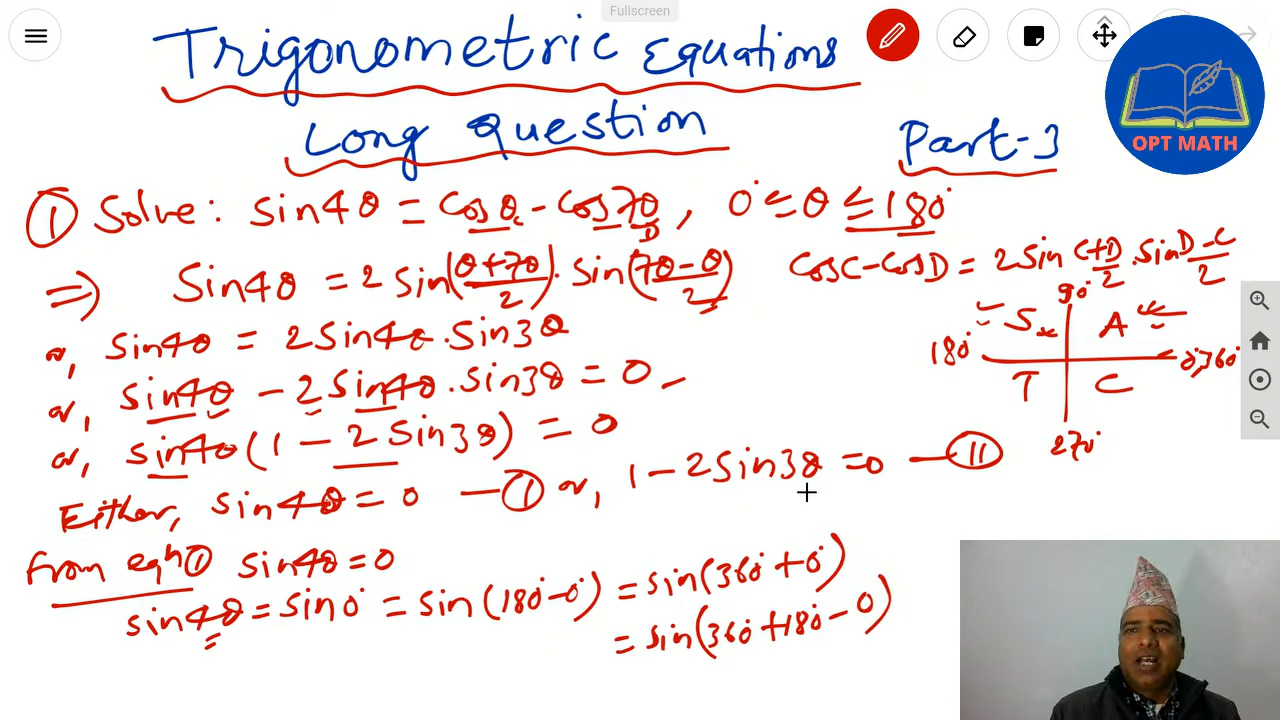 Fullscreen
Trigonometric Equations
Long question
Part-3
OPT MATH
① Solve: sin4θ = cosθ - cos7θ, 0° ≤ θ ≤ 180°
C D
⇒) Sin4θ = 2 sin(θ+7θ/2) · sin(7θ-θ/2)
cosC - cosD = 2sin C+D/2 · sin D-C/2
or, sin4θ = 2sin4θ · sin3θ
or, sin4θ - 2sin4θ · sin3θ = 0
or, sin4θ(1 - 2sin3θ) = 0
90°
S A
180° 0°,360°
T C
270°
Either, sin4θ = 0 — ① or, 1 - 2sin3θ = 0 — ⑪
from eqn① sin4θ = 0
sin4θ = sin0° = sin(180°-0°) = sin(360°+0°)
= sin(360°+180°-0)